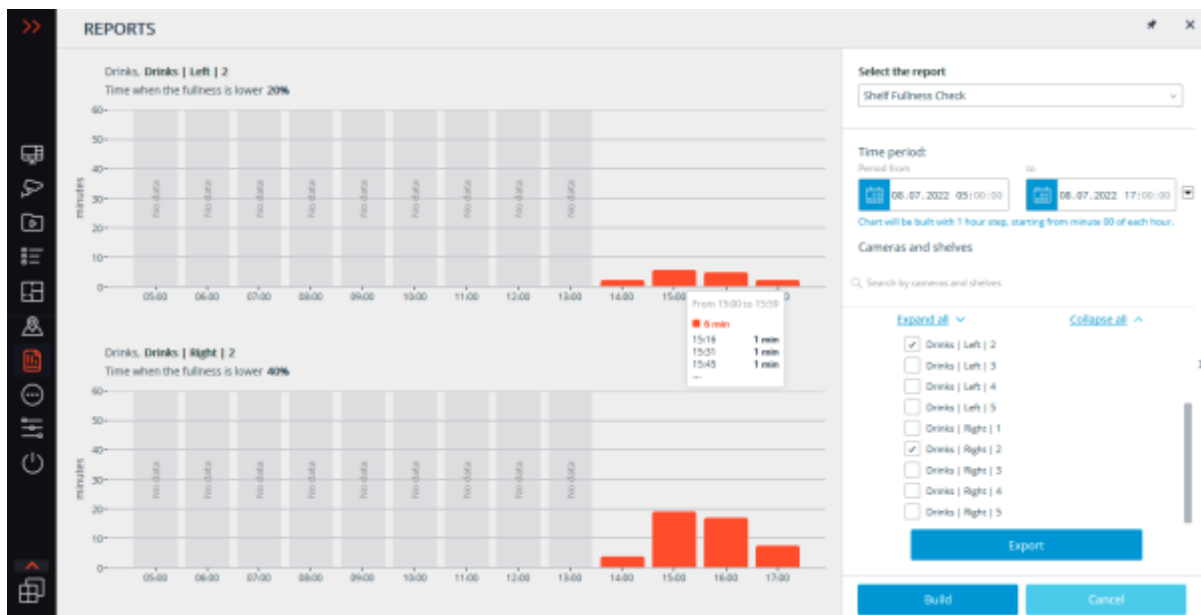 REPORTS
Drinks, Drinks | Left | 2
Time when the fullness is lower 20%
60
50
40
30
20
10
0
minutes
No data
No data
No data
No data
No data
No data
No data
No data
No data
05:00 06:00 07:00 08:00 09:00 10:00 11:00 12:00 13:00 14:00 15:00
From 15:00 to 15:59
6 min
15:16 1 min
15:31 1 min
15:45 1 min
...
Drinks, Drinks | Right | 2
Time when the fullness is lower 40%
60
50
40
30
20
10
0
minutes
No data
No data
No data
No data
No data
No data
No data
No data
No data
05:00 06:00 07:00 08:00 09:00 10:00 11:00 12:00 13:00 14:00 15:00 16:00 17:00
Select the report
Shelf Fullness Check
Time period:
Period from to
08.07.2022 05:00:00 08.07.2022 17:00:00
Chart will be built with 1 hour step, starting from minute 00 of each hour.
Cameras and shelves
Search by cameras and shelves
Expand all Collapse all
Drinks | Left | 2
Drinks | Left | 3
Drinks | Left | 4
Drinks | Left | 5
Drinks | Right | 1
Drinks | Right | 2
Drinks | Right | 3
Drinks | Right | 4
Drinks | Right | 5
Export
Build Cancel